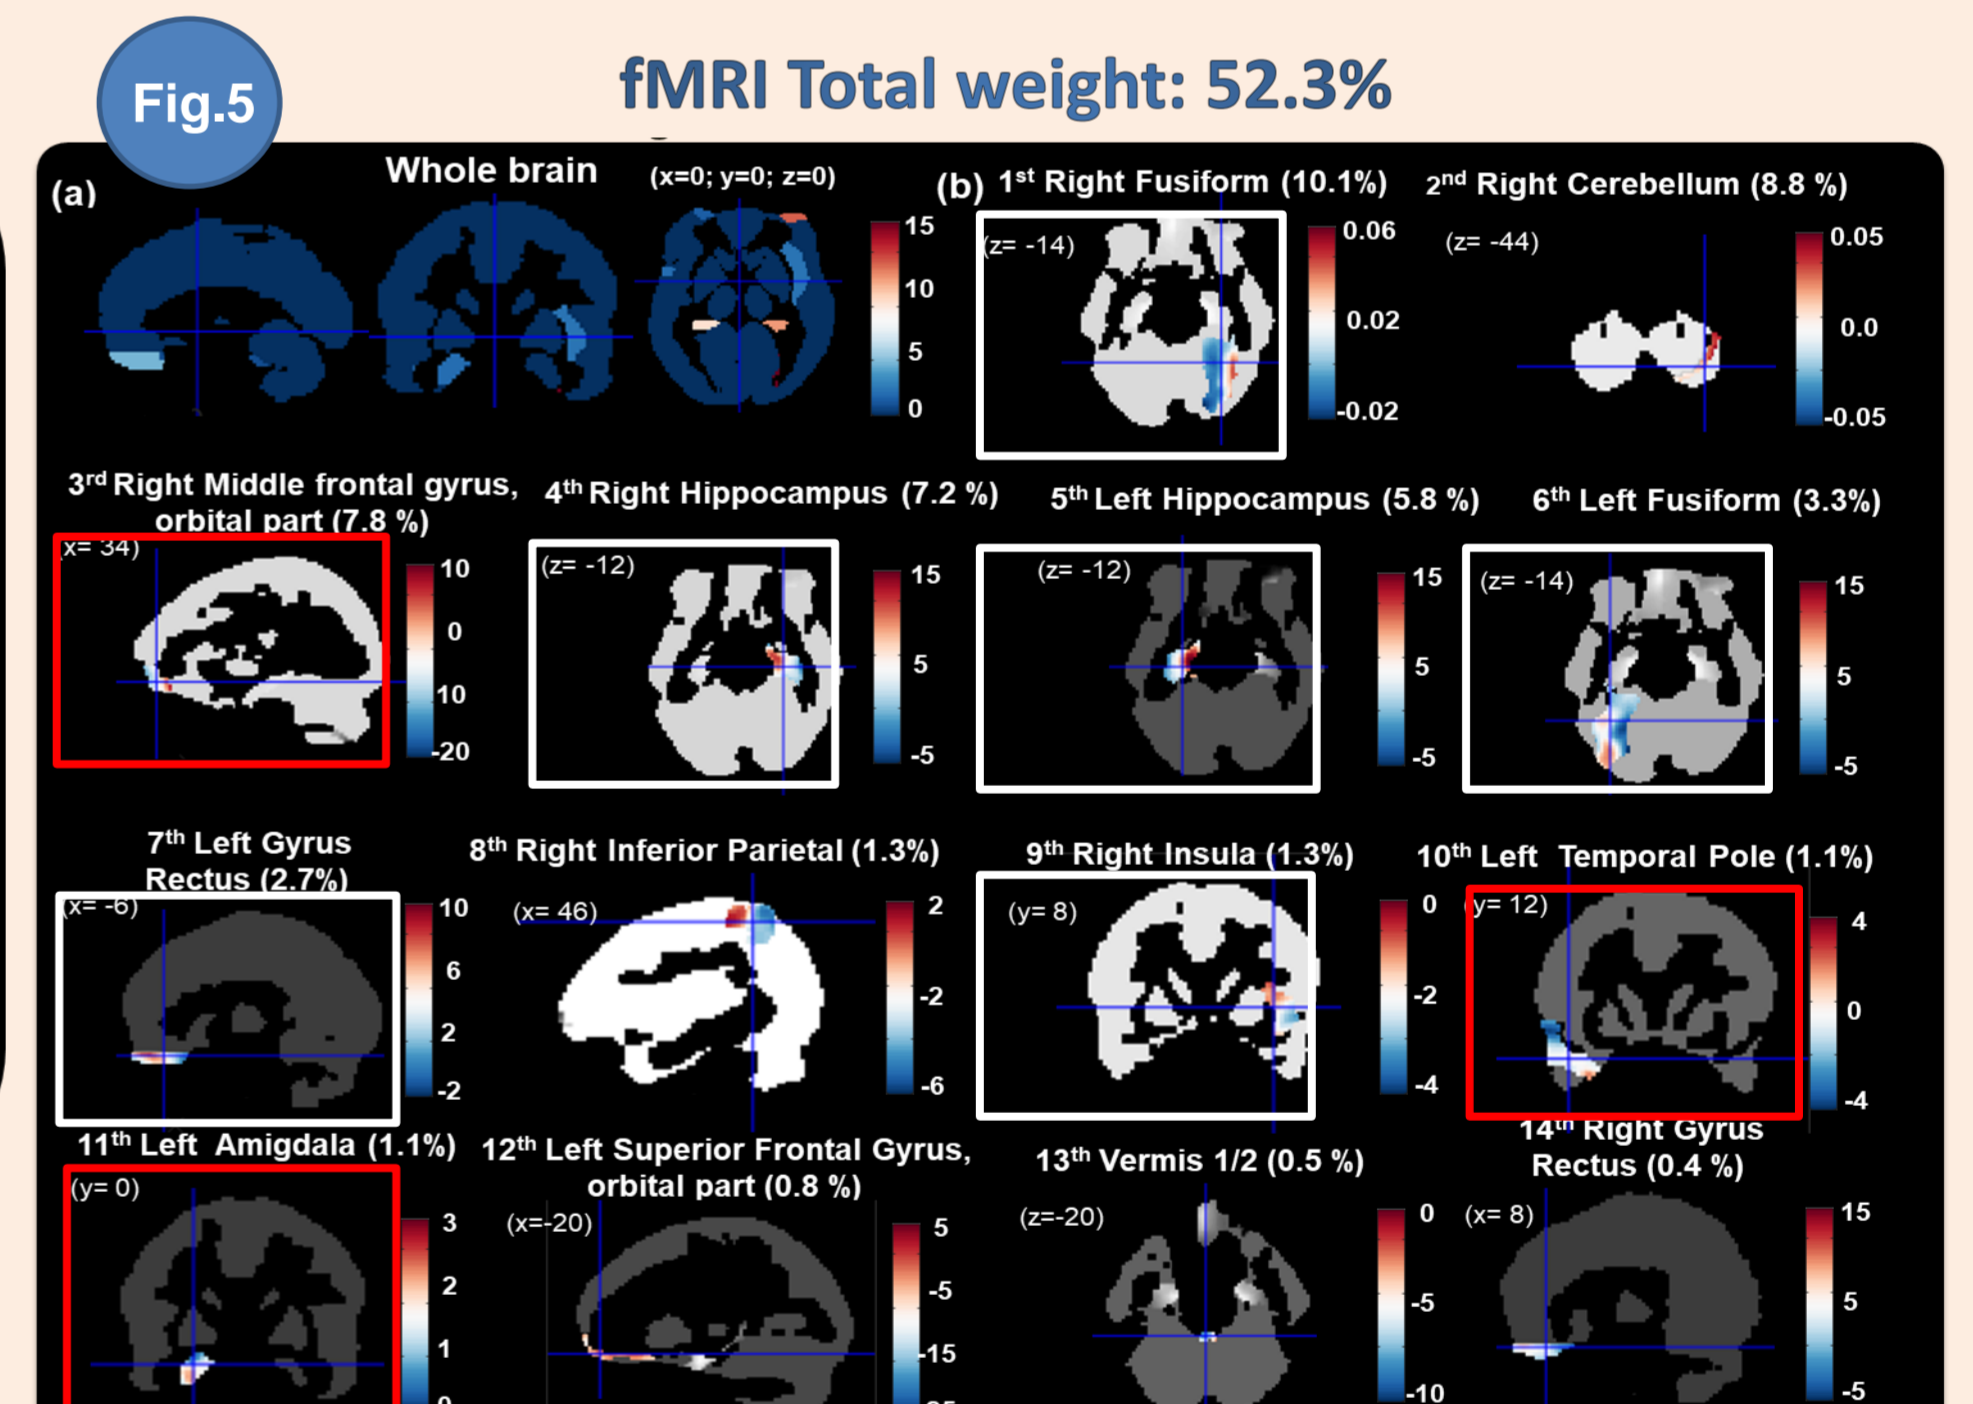 Fig.5
fMRI Total weight: 52.3%
(a)
Whole brain
(x=0; y=0; z=0)
15
10
5
0
(b)
1st Right Fusiform (10.1%)
(z= -14)
0.06
0.02
-0.02
2nd Right Cerebellum (8.8 %)
(z= -44)
0.05
0.0
-0.05
3rd Right Middle frontal gyrus,
orbital part (7.8 %)
(x= 34)
10
0
10
-20
4th Right Hippocampus (7.2 %)
(z= -12)
15
5
-5
5th Left Hippocampus (5.8 %)
(z= -12)
15
5
-5
6th Left Fusiform (3.3%)
(z= -14)
15
5
-5
7th Left Gyrus
Rectus (2.7%)
(x= -6)
10
6
2
-2
8th Right Inferior Parietal (1.3%)
(x= 46)
2
-2
-6
9th Right Insula (1.3%)
(y= 8)
0
-2
-4
10th Left Temporal Pole (1.1%)
(y= 12)
4
0
-4
11th Left Amigdala (1.1%)
(y= 0)
3
2
1
12th Left Superior Frontal Gyrus,
orbital part (0.8 %)
(x=-20)
5
-5
-15
13th Vermis 1/2 (0.5 %)
(z=-20)
0
-5
-10
14th Right Gyrus
Rectus (0.4 %)
(x= 8)
15
5
-5